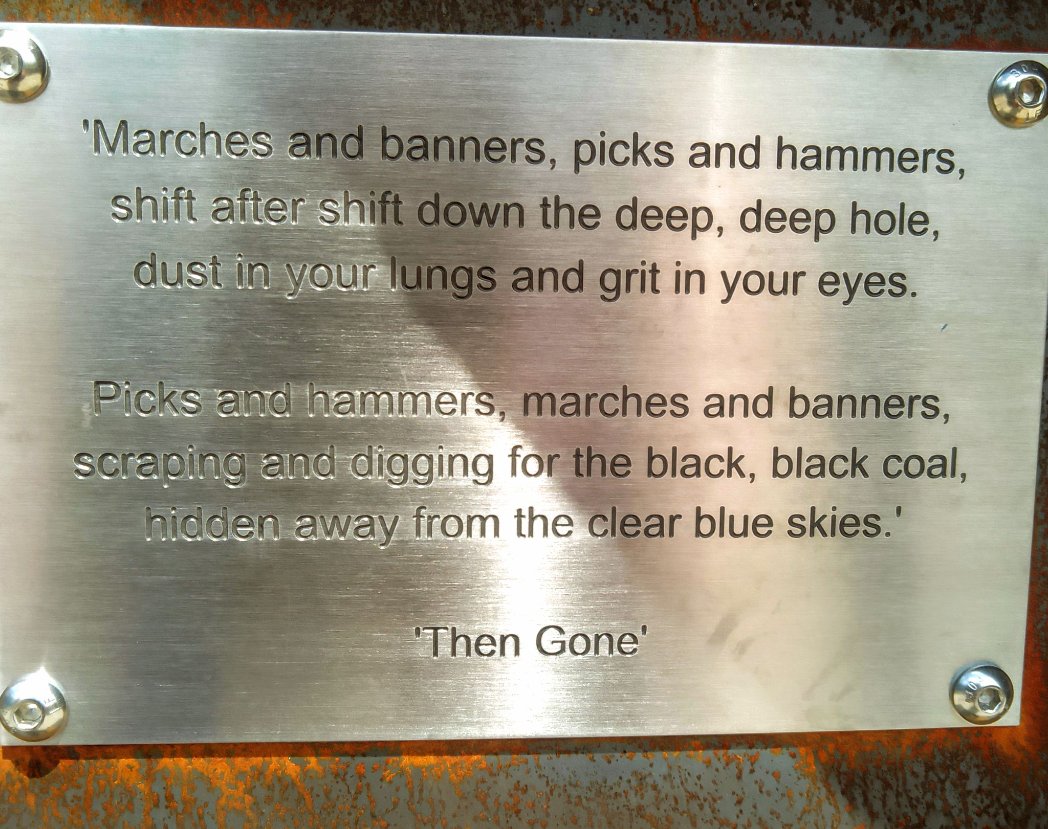 'Marches and banners, picks and hammers,
shift after shift down the deep, deep hole,
dust in your lungs and grit in your eyes.
Picks and hammers, marches and banners,
scraping and digging for the black, black coal,
hidden away from the clear blue skies.'
'Then Gone'